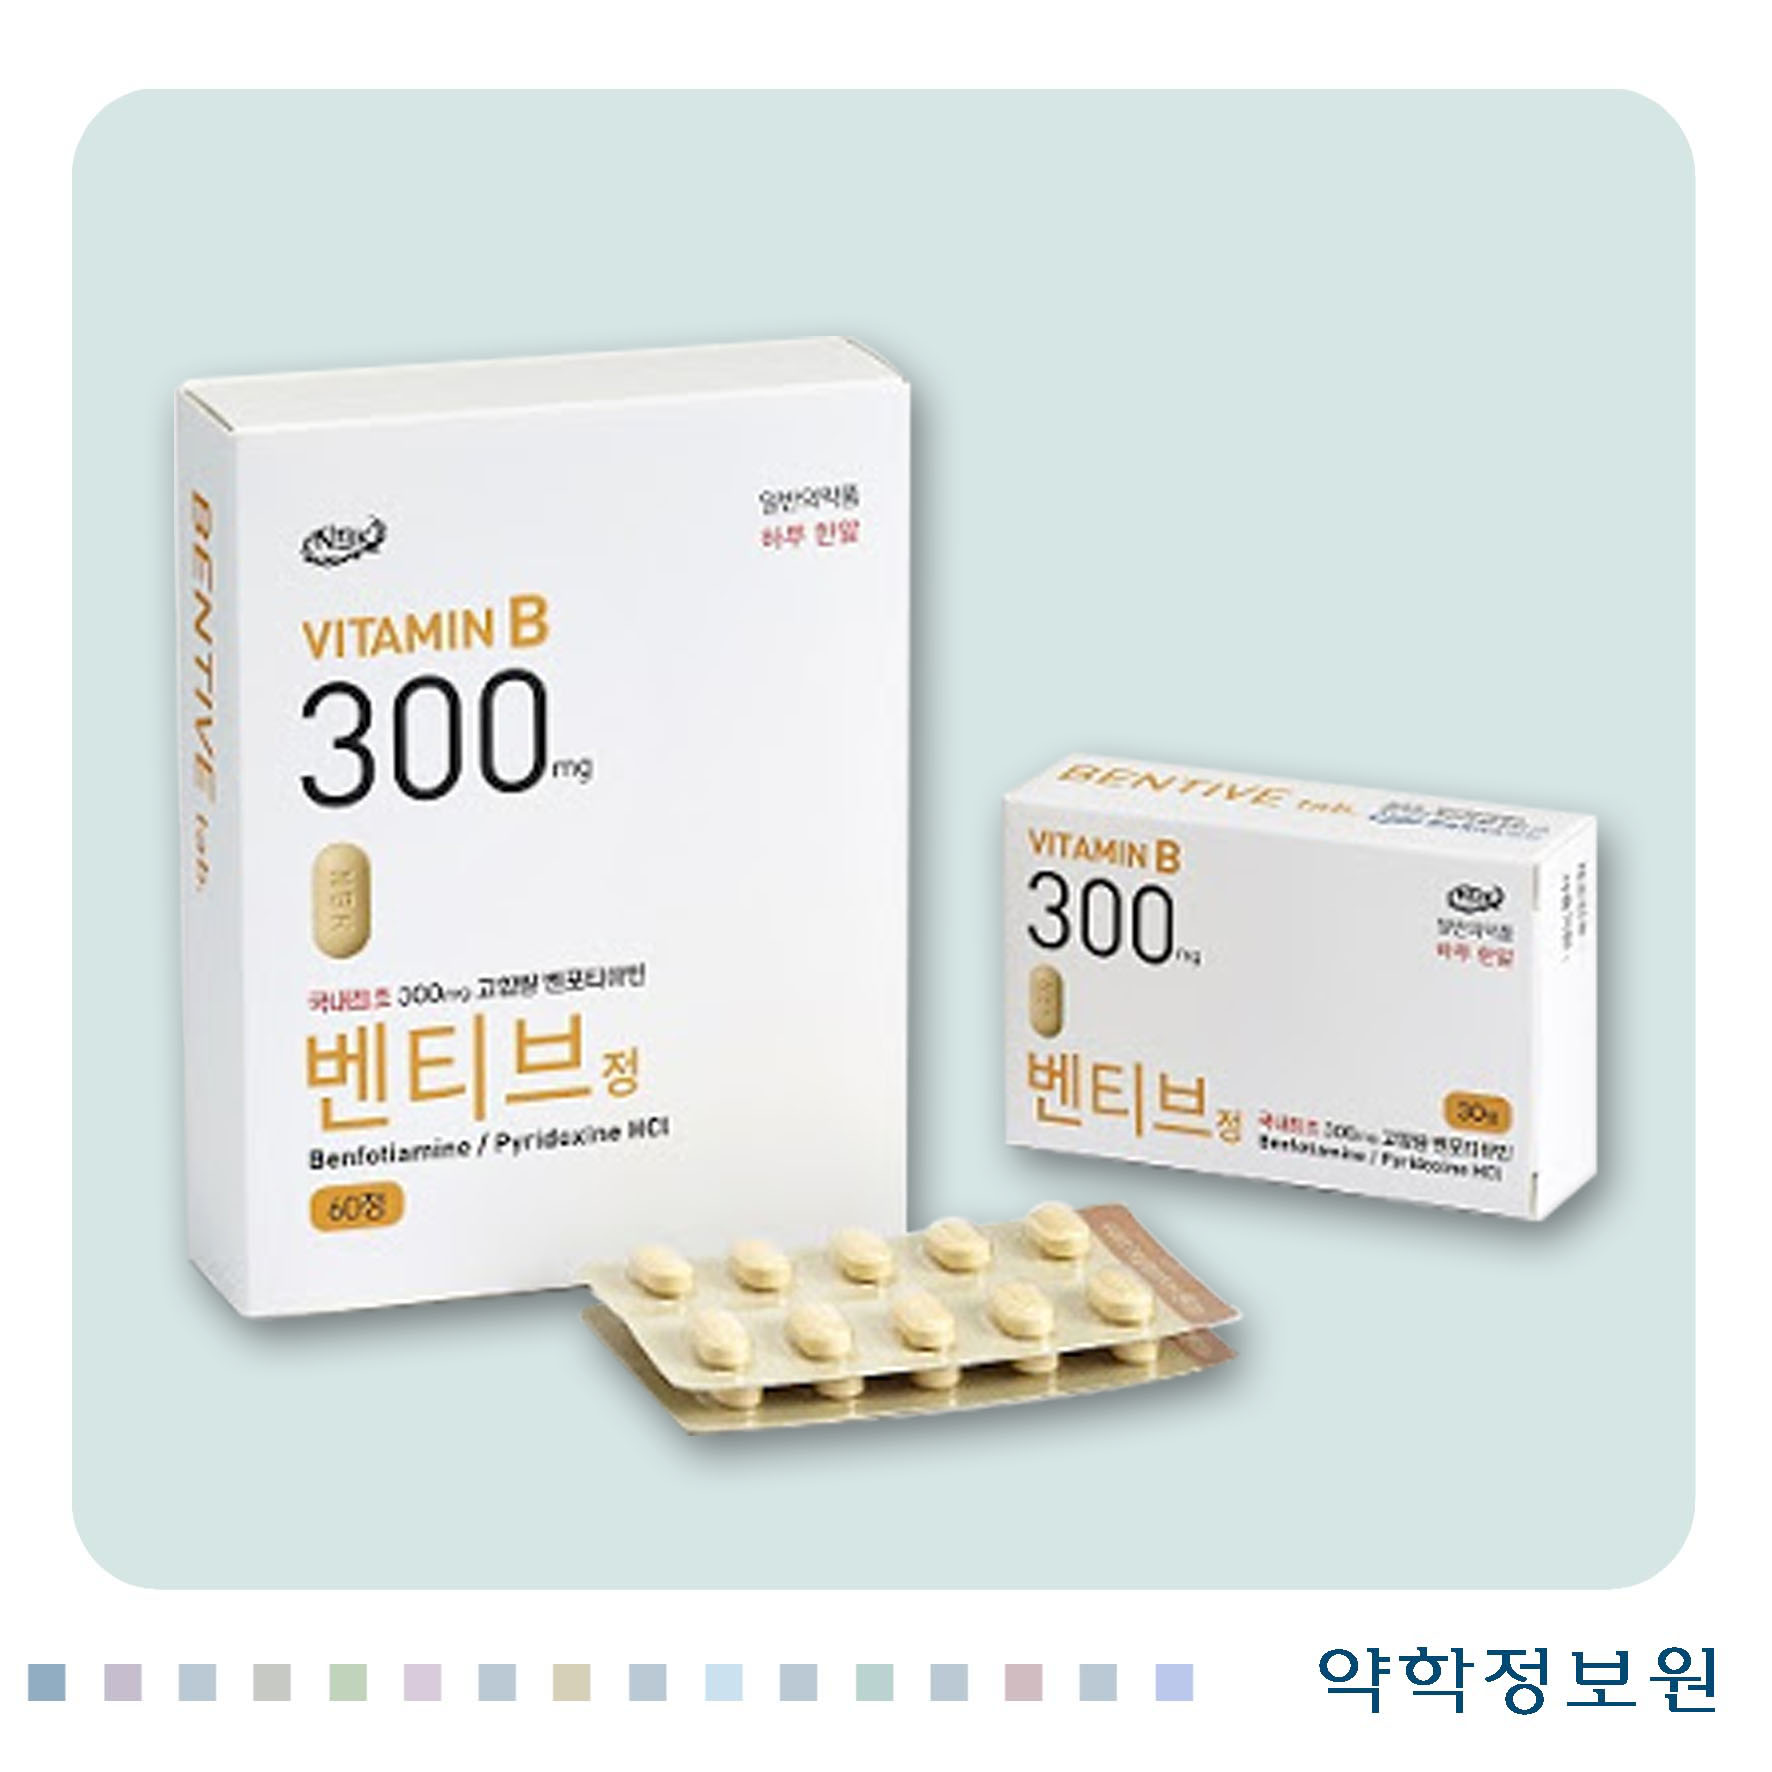 일반의약품
하루 한알
VITAMIN B
300mg
NBK
국내최초 300mg 고함량 벤포티아민
벤티브정
Benfotiamine / Pyridoxine HCl
60정
BENTIVE tab.
BENTIVE tab.
VITAMIN B
300mg
일반의약품
하루 한알
벤티브정
30정
국내최초 300mg 고함량 벤포티아민
Benfotiamine / Pyridoxine HCl
약학정보원